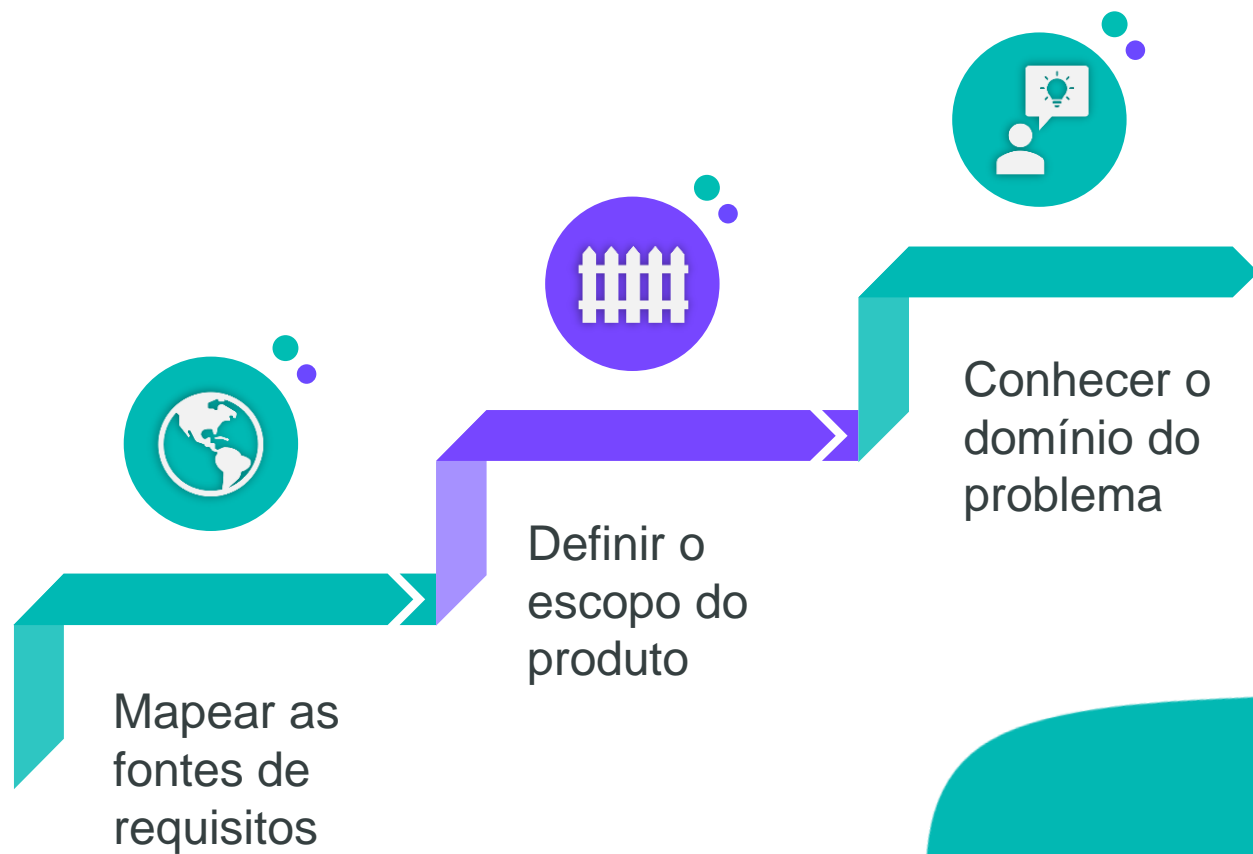 Mapear as
fontes de
requisitos
Definir o
escopo do
produto
Conhecer o
domínio do
problema